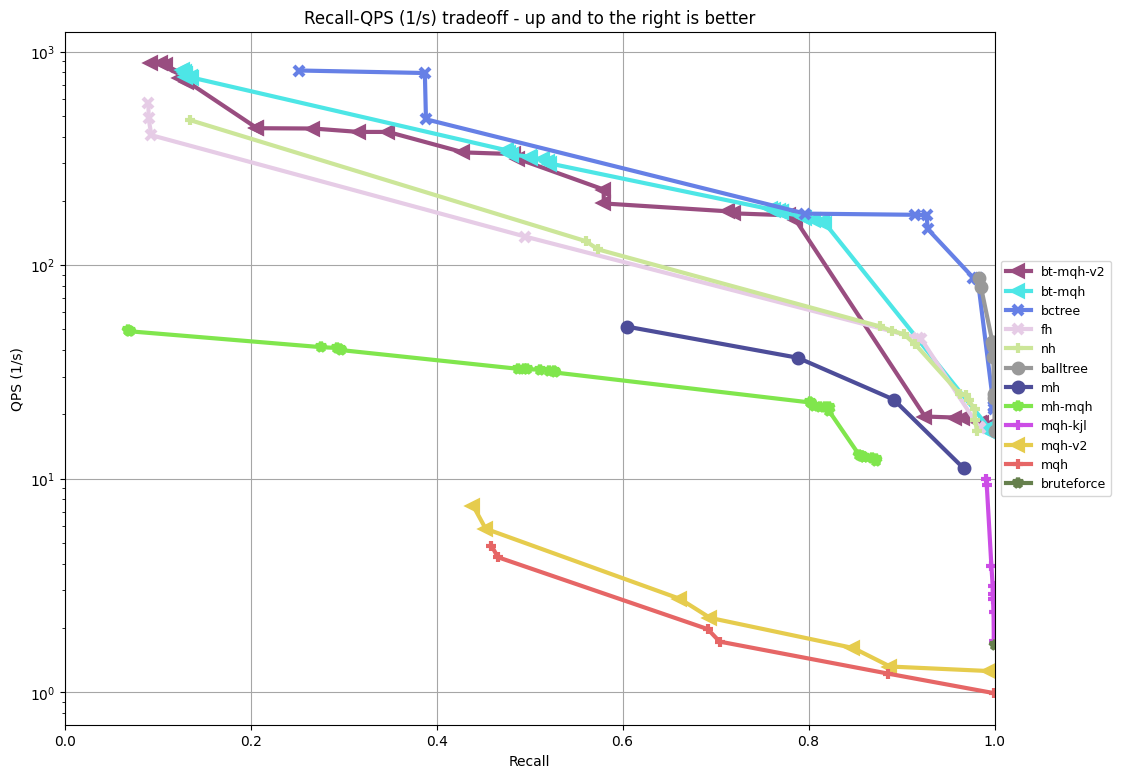 Recall-QPS (1/s) tradeoff - up and to the right is better
QPS (1/s)
10³
10²
10¹
10⁰
0.0 0.2 0.4 0.6 0.8 1.0
Recall
bt-mqh-v2
bt-mqh
bctree
fh
nh
balltree
mh
mh-mqh
mqh-kjl
mqh-v2
mqh
bruteforce